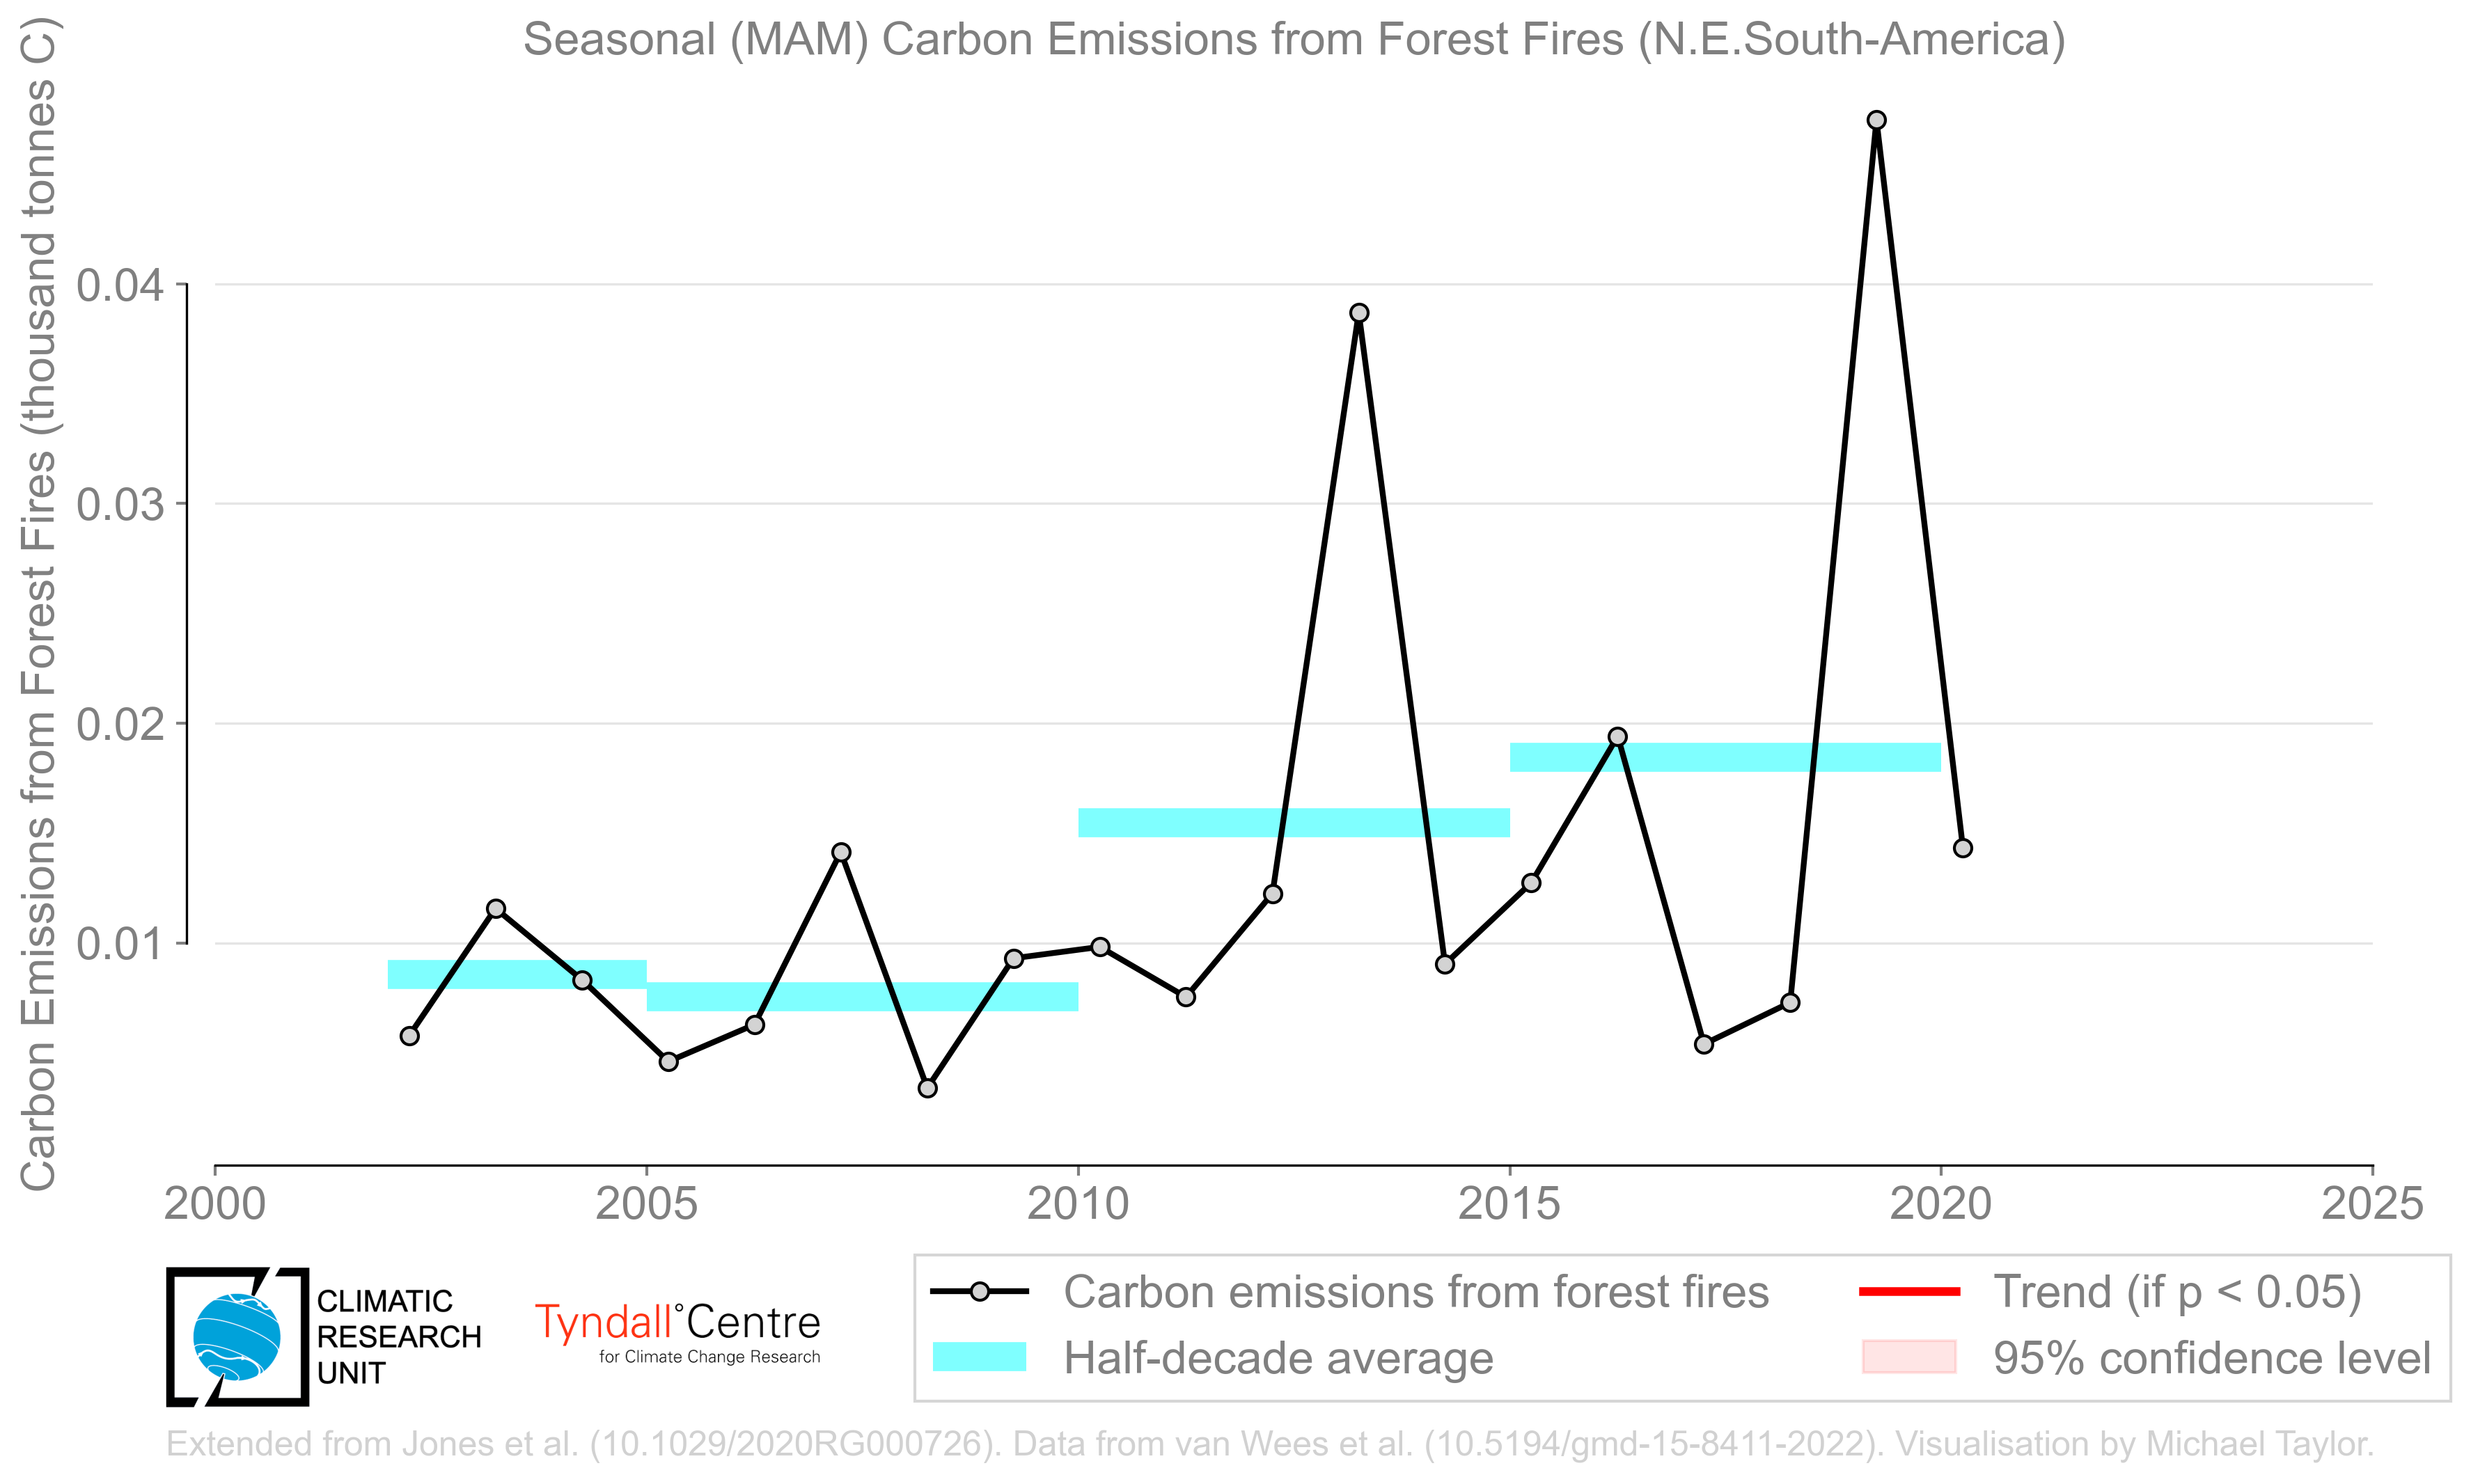 Seasonal (MAM) Carbon Emissions from Forest Fires (N.E.South-America)
Carbon Emissions from Forest Fires (thousand tonnes C)
0.04
0.03
0.02
0.01
2000 2005 2010 2015 2020 2025
CLIMATIC
RESEARCH
UNIT
Tyndall°Centre
for Climate Change Research
Carbon emissions from forest fires
Half-decade average
Trend (if p < 0.05)
95% confidence level
Extended from Jones et al. (10.1029/2020RG000726). Data from van Wees et al. (10.5194/gmd-15-8411-2022). Visualisation by Michael Taylor.